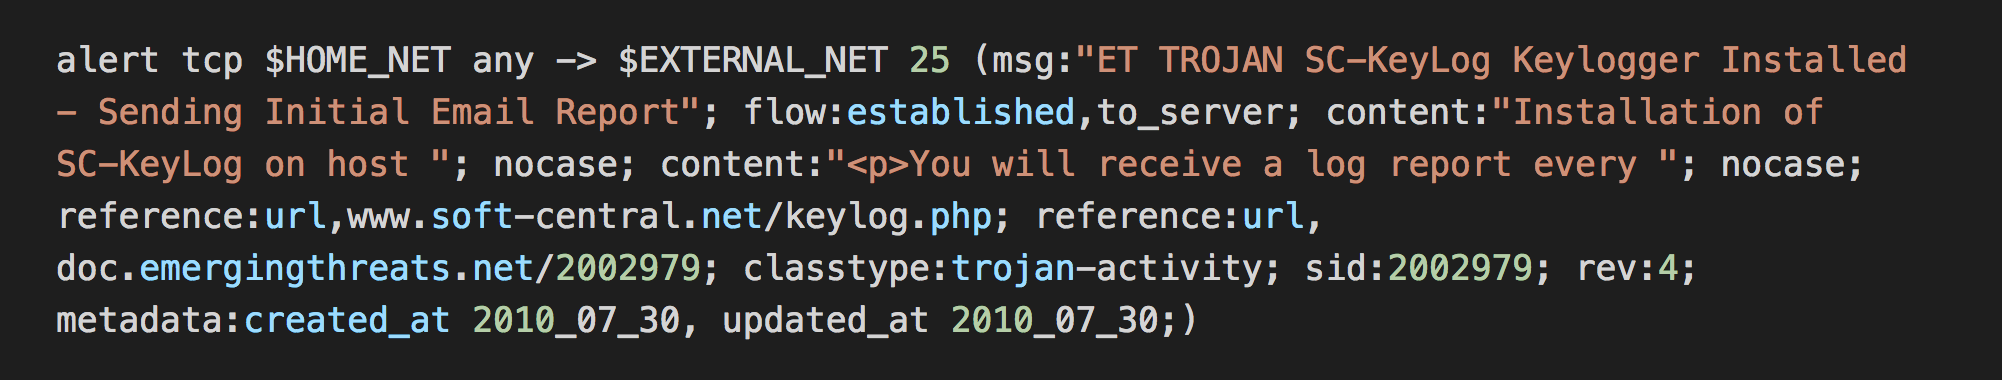 alert tcp $HOME_NET any -> $EXTERNAL_NET 25 (msg:"ET TROJAN SC-KeyLog Keylogger Installed
- Sending Initial Email Report"; flow:established,to_server; content:"Installation of
SC-KeyLog on host "; nocase; content:"<p>You will receive a log report every "; nocase;
reference:url,www.soft-central.net/keylog.php; reference:url,
doc.emergingthreats.net/2002979; classtype:trojan-activity; sid:2002979; rev:4;
metadata:created_at 2010_07_30, updated_at 2010_07_30;)